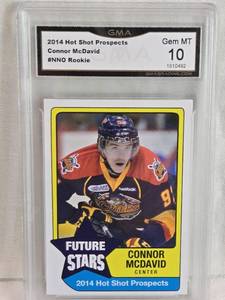 GMA
2014 Hot Shot Prospects
Connor McDavid
#NNO Rookie
Gem MT
10
FUTURE
STARS
CONNOR
MCDAVID
CENTER
2014 Hot Shot Prospects